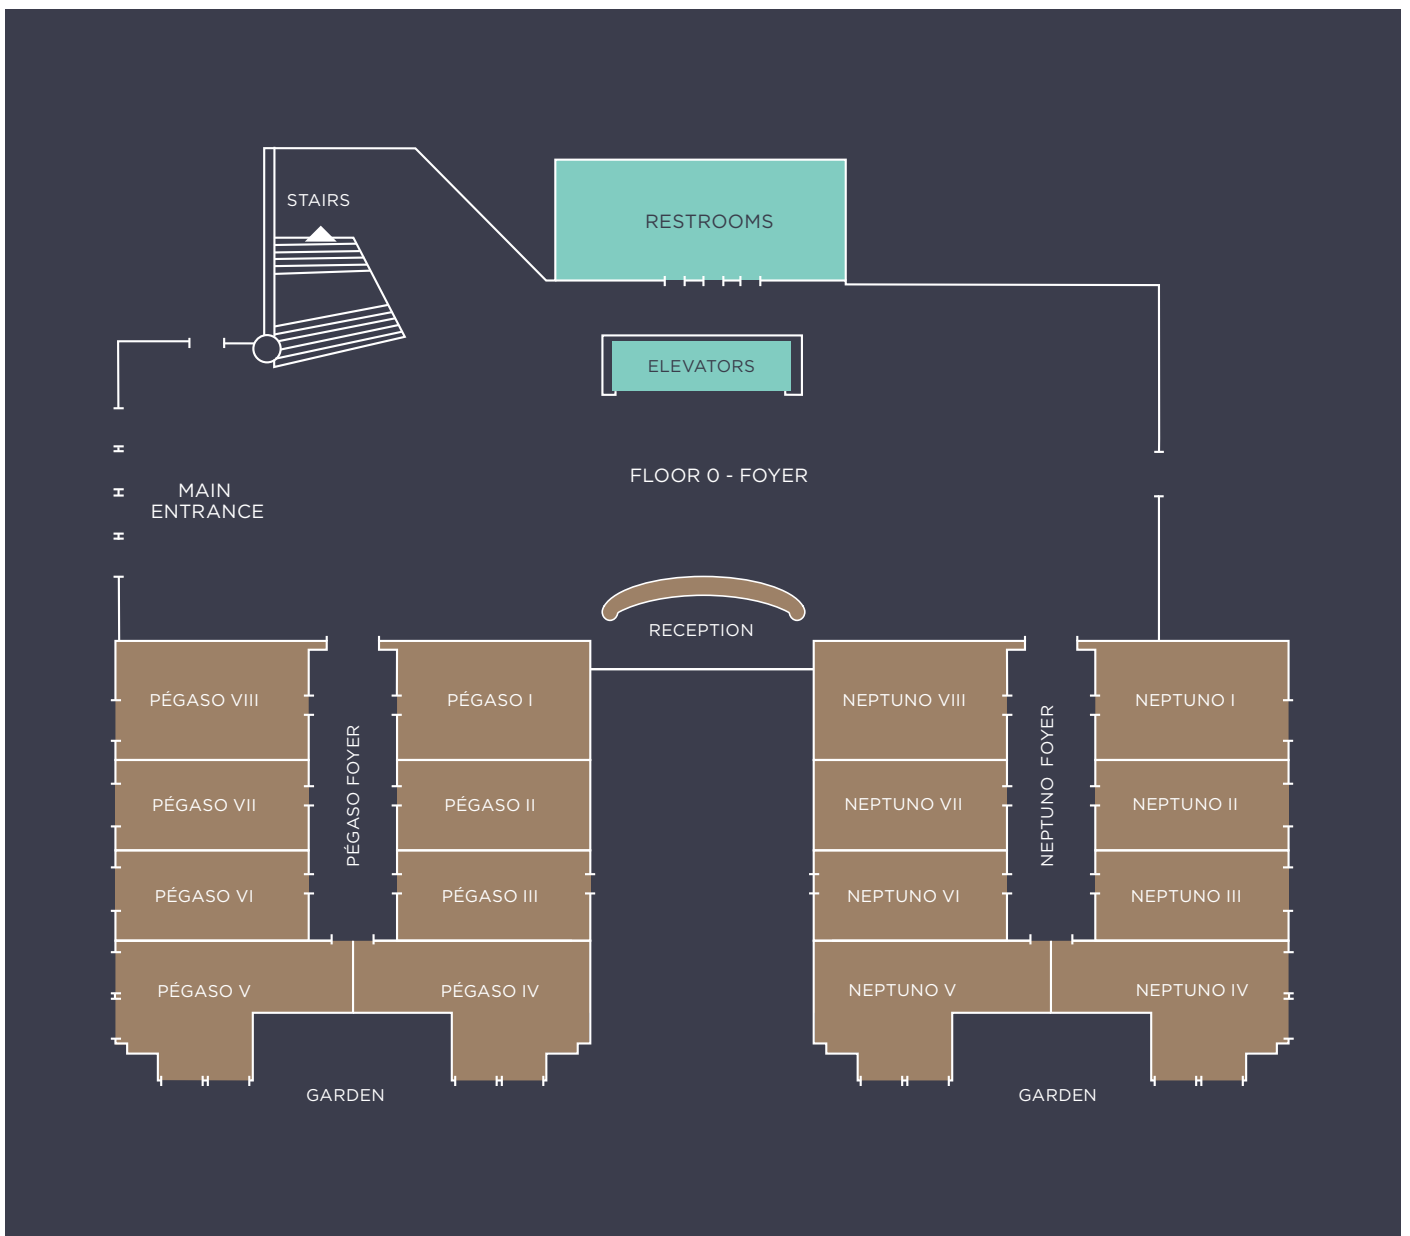 STAIRS
RESTROOMS
ELEVATORS
FLOOR 0 - FOYER
MAIN
ENTRANCE
RECEPTION
PÉGASO VIII
PÉGASO I
NEPTUNO VIII
NEPTUNO I
PÉGASO FOYER
NEPTUNO FOYER
PÉGASO VII
PÉGASO II
NEPTUNO VII
NEPTUNO II
PÉGASO VI
PÉGASO III
NEPTUNO VI
NEPTUNO III
PÉGASO V
PÉGASO IV
NEPTUNO V
NEPTUNO IV
GARDEN
GARDEN